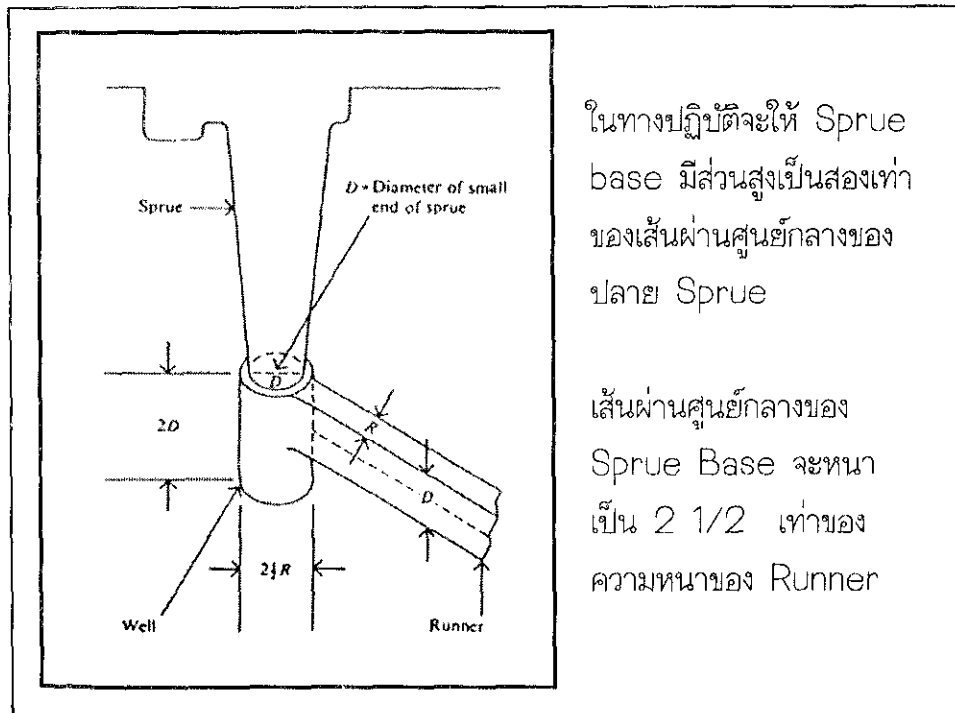 D = Diameter of small
end of sprue
Sprue
D
2D
R
D
2½R
Well
Runner
ในทางปฏิบัติจะให้ Sprue
base มีส่วนสูงเป็นสองเท่า
ของเส้นผ่านศูนย์กลางของ
ปลาย Sprue
เส้นผ่านศูนย์กลางของ
Sprue Base จะหนา
เป็น 2 1/2 เท่าของ
ความหนาของ Runner